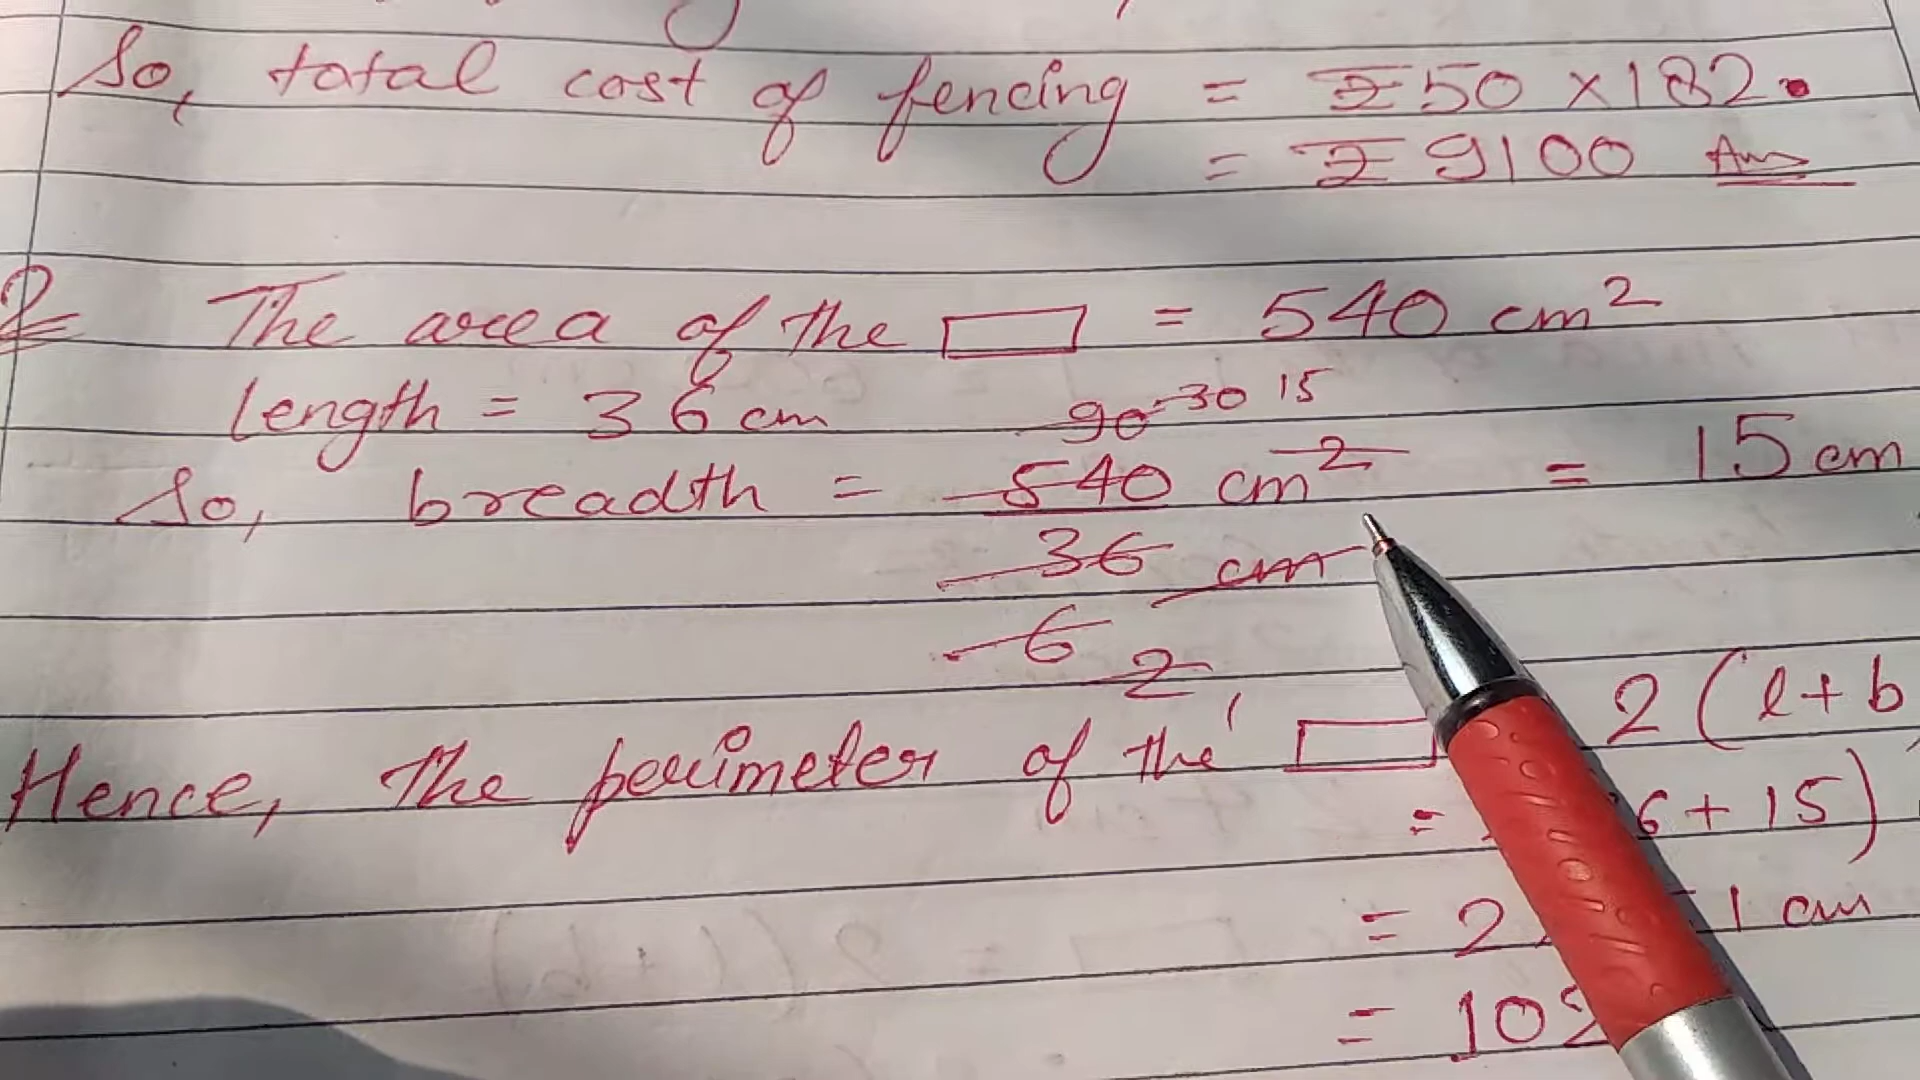 So, total cost of fencing = ₹50 × 182.
= ₹9100 Ans
2 The area of the = 540 cm²
length = 36 cm 90 30 15
So, breadth = 540 cm² = 15 cm
36 cm
6
2
Hence, the perimeter of the 2 (l+b
= 6+15)
= 2 1 cm
= 102